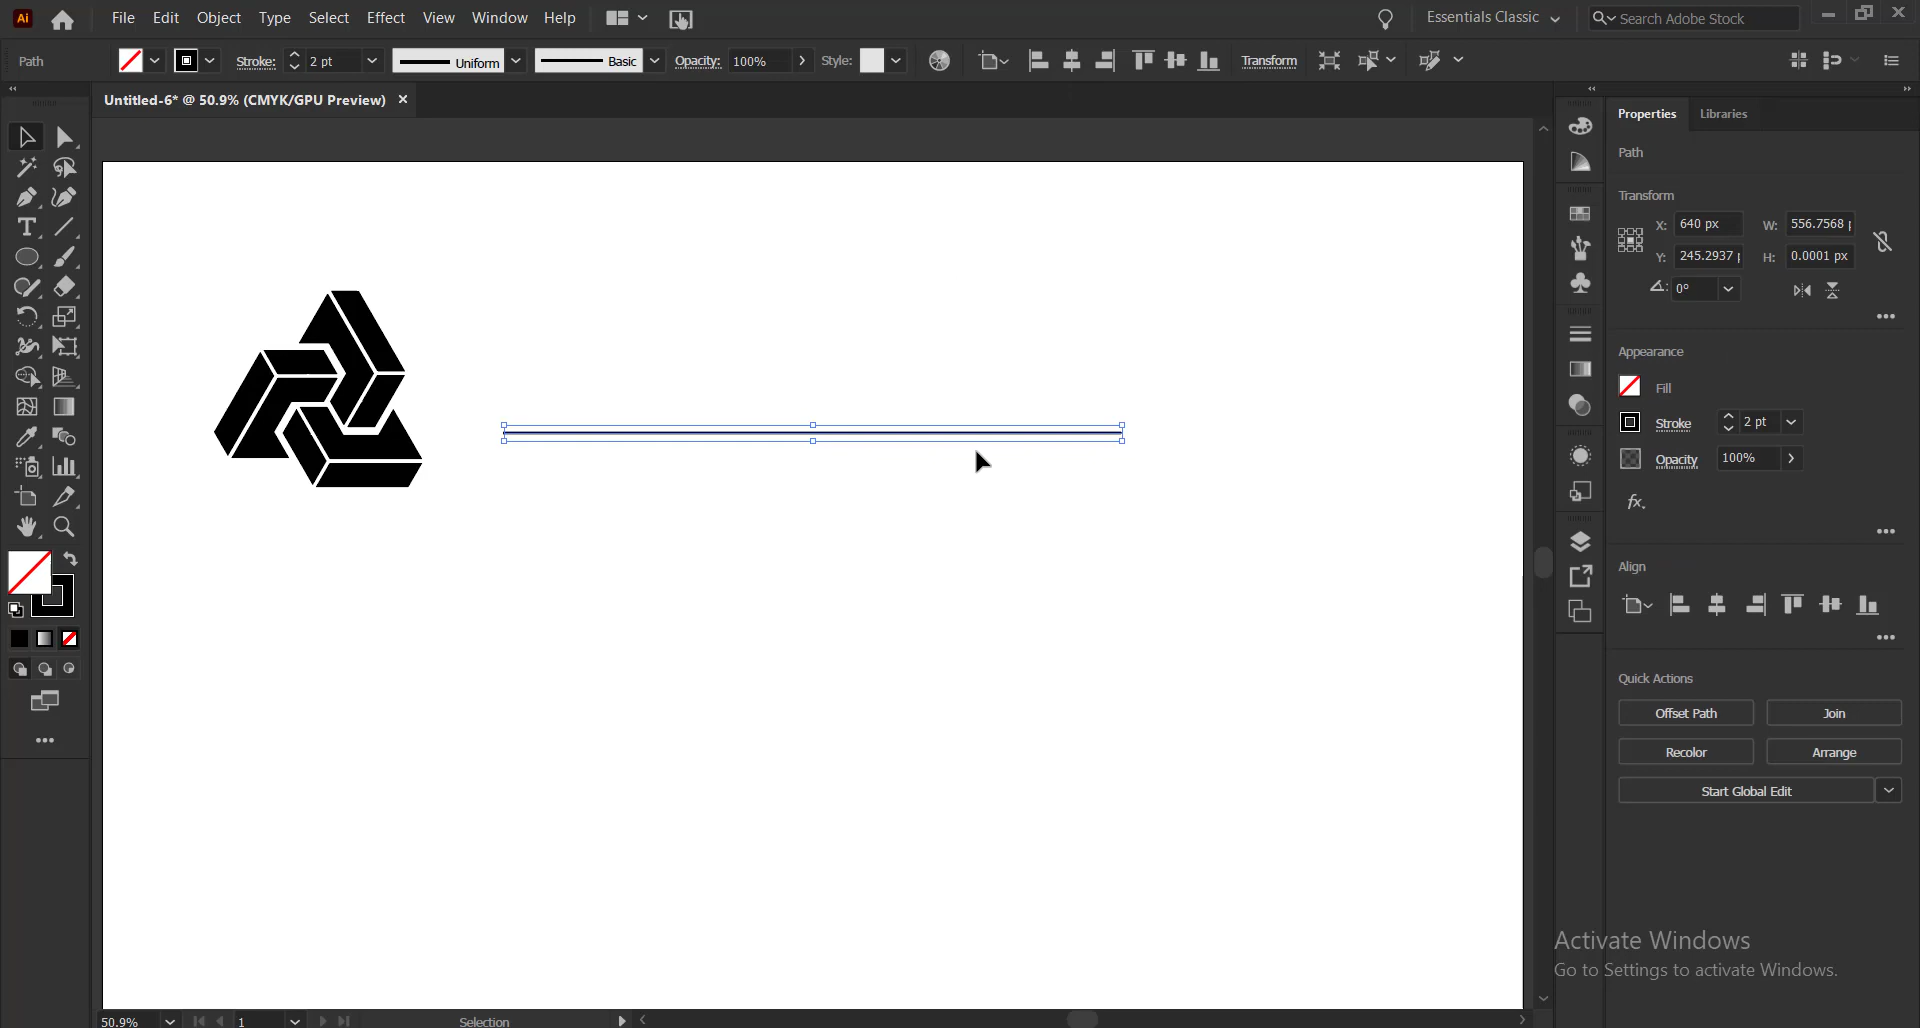 Ai File Edit Object Type Select Effect View Window Help Essentials Classic Search Adobe Stock
Path Stroke: 2 pt Uniform Basic Opacity: 100% Style: Transform
Untitled-6* @ 50.9% (CMYK/GPU Preview)
Properties Libraries
Path
Transform
X: 640 px W: 556.7568 p
Y: 245.2937 p H: 0.0001 px
0°
Appearance
Fill
Stroke 2 pt
Opacity 100%
fx
Align
Quick Actions
Offset Path Join
Recolor Arrange
Start Global Edit
Activate Windows
Go to Settings to activate Windows.
50.9% 1 Selection